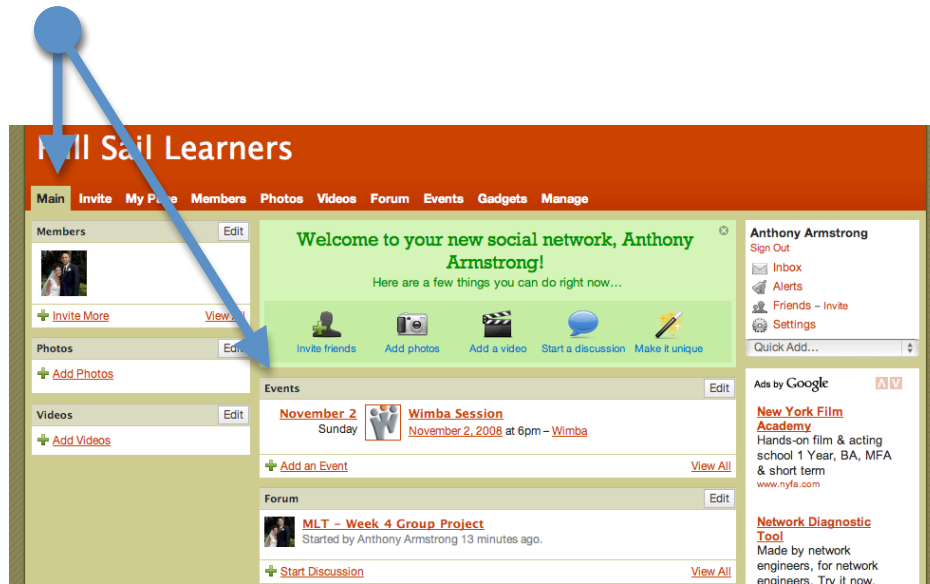 Full Sail Learners
Main Invite My Page Members Photos Videos Forum Events Gadgets Manage
Members Edit
Invite More View All
Photos Edit
Add Photos
Videos Edit
Add Videos
Welcome to your new social network, Anthony
Armstrong!
Here are a few things you can do right now...
Invite friends Add photos Add a video Start a discussion Make it unique
Events Edit
November 2 Wimba Session
Sunday November 2, 2008 at 6pm – Wimba
Add an Event View All
Forum Edit
MLT – Week 4 Group Project
Started by Anthony Armstrong 13 minutes ago.
Start Discussion View All
Anthony Armstrong
Sign Out
Inbox
Alerts
Friends – Invite
Settings
Quick Add...
Ads by Google
New York Film
Academy
Hands-on film & acting
school 1 Year, BA, MFA
& short term
www.nyfa.com
Network Diagnostic
Tool
Made by network
engineers, for network
engineers. Try it now.